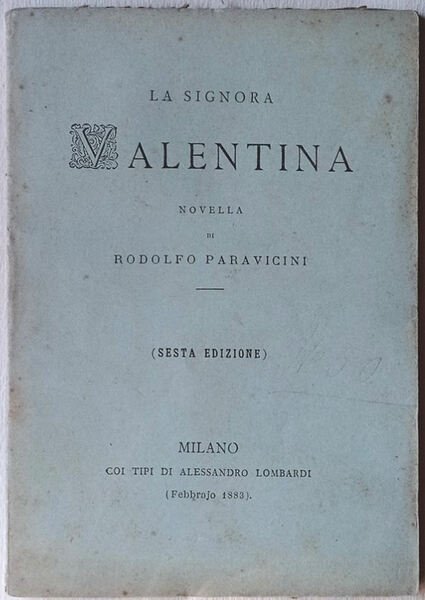 LA SIGNORA
VALENTINA
NOVELLA
DI
RODOLFO PARAVICINI
(SESTA EDIZIONE)
MILANO
COI TIPI DI ALESSANDRO LOMBARDI
(Febbrajo 1883).